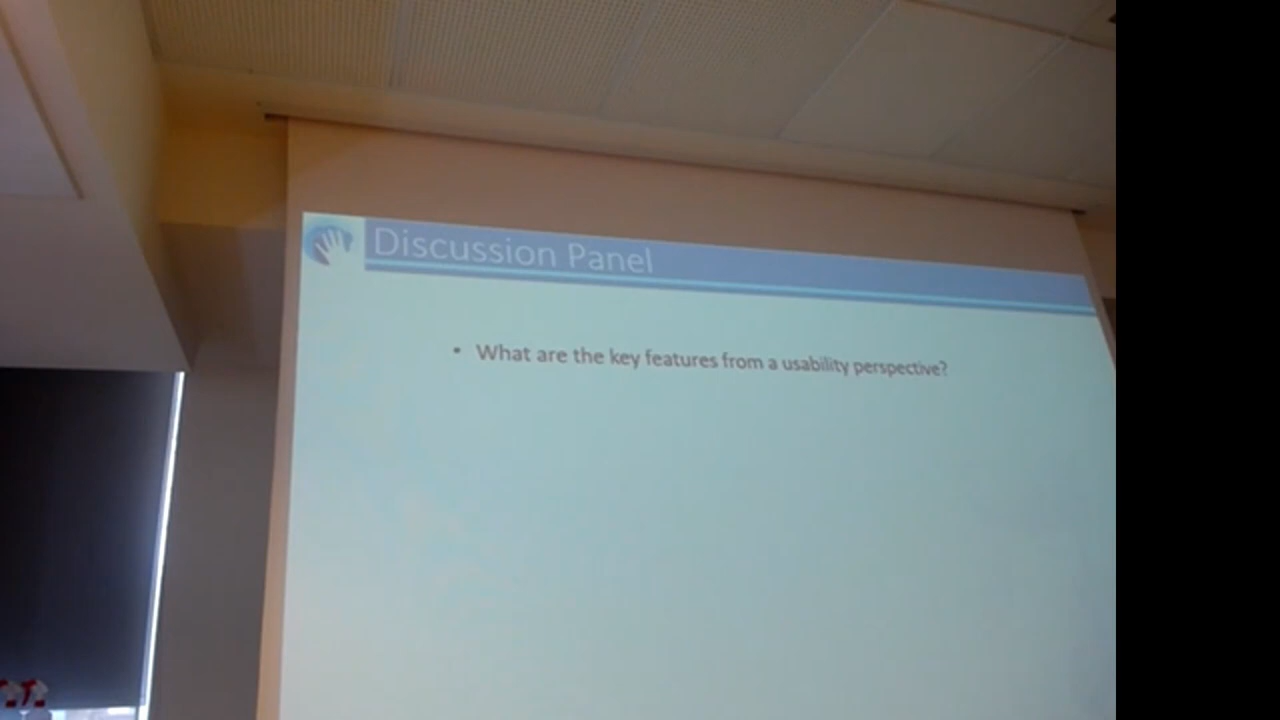 Discussion Panel
• What are the key features from a usability perspective?